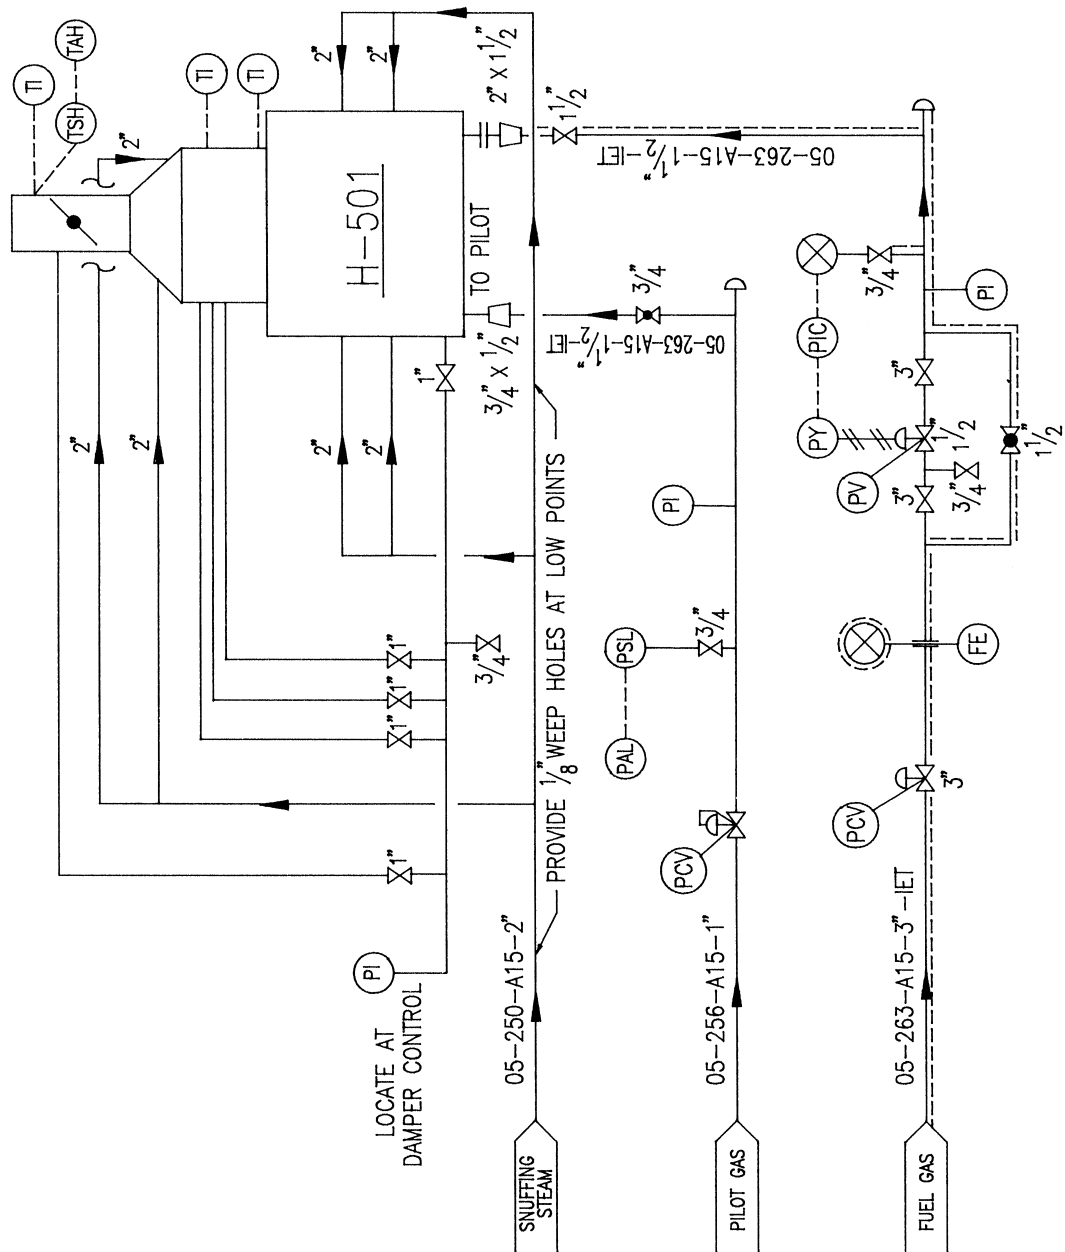 TI
TSH
TAH
2"
TI
TI
2"
2"
2" X 1 1/2"
1 1/2"
05-263-A15-1 1/2"-IET
H-501
TO PILOT
3/4" X 1 1/2"
3/4"
05-263-A15-1 1/2"-IET
2"
2"
2"
2"
1"
1"
1"
1"
1"
3/4"
PI
LOCATE AT
DAMPER CONTROL
PROVIDE 1/8" WEEP HOLES AT LOW POINTS
05-250-A15-2"
SNUFFING
STEAM
PAL
PSL
3/4"
PI
PCV
05-256-A15-1"
PILOT GAS
PIC
PY
PV
3/4"
PI
3"
1 1/2"
3/4"
3"
1 1/2"
FE
PCV
3"
05-263-A15-3"-IET
FUEL GAS